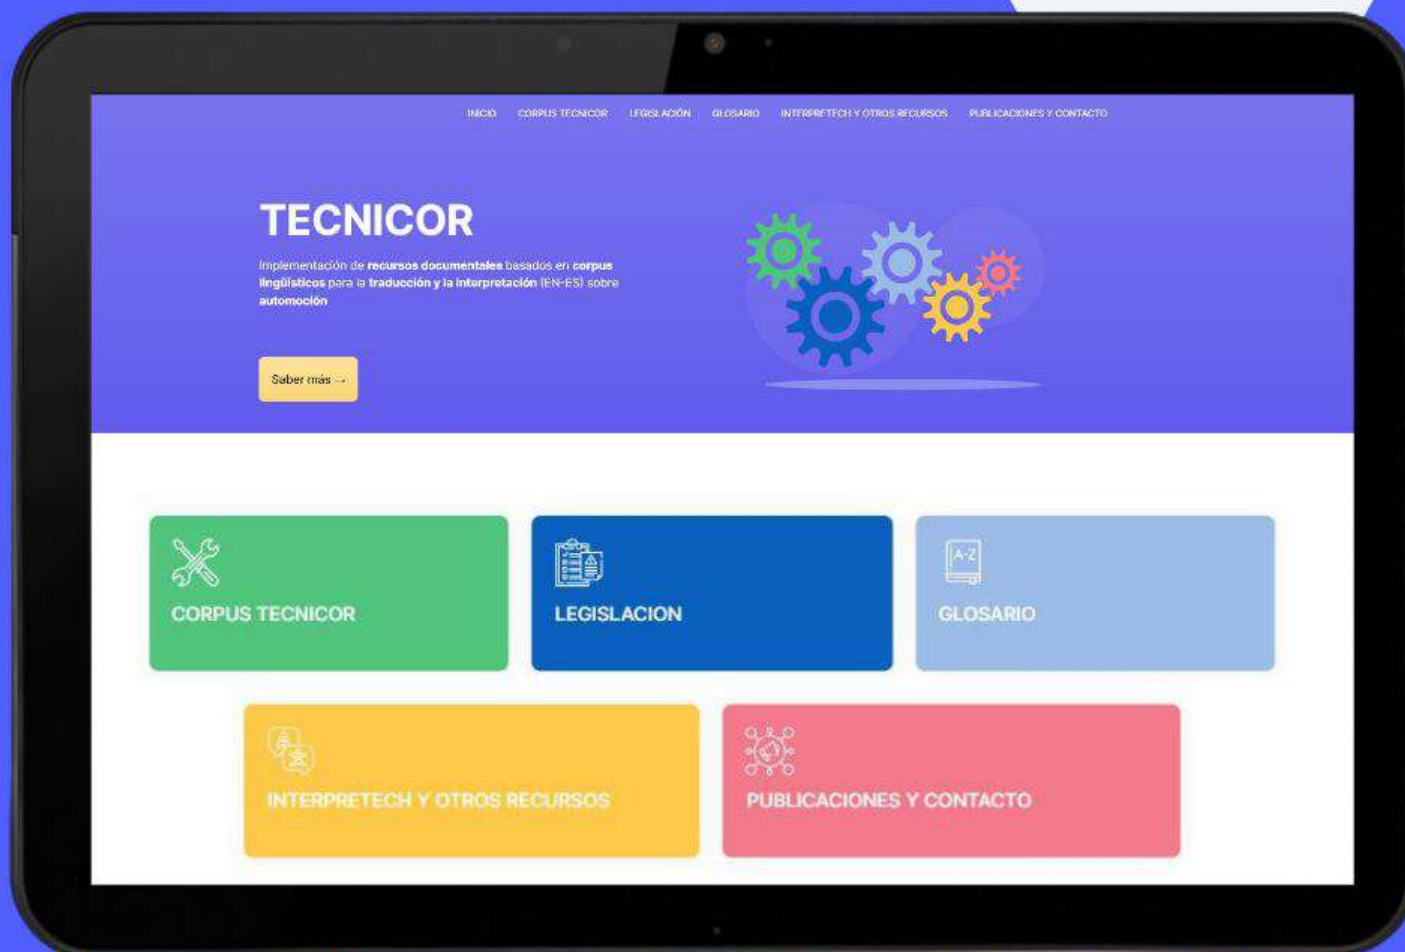 INICIO CORPUS TECNICOR LEGISLACIÓN GLOSARIO INTERPRETECH Y OTROS RECURSOS PUBLICACIONES Y CONTACTO
TECNICOR
Implementación de recursos documentales basados en corpus
lingüísticos para la traducción y la interpretación (EN-ES) sobre
automoción
Saber más →
CORPUS TECNICOR
LEGISLACION
A-Z
GLOSARIO
INTERPRETECH Y OTROS RECURSOS
PUBLICACIONES Y CONTACTO